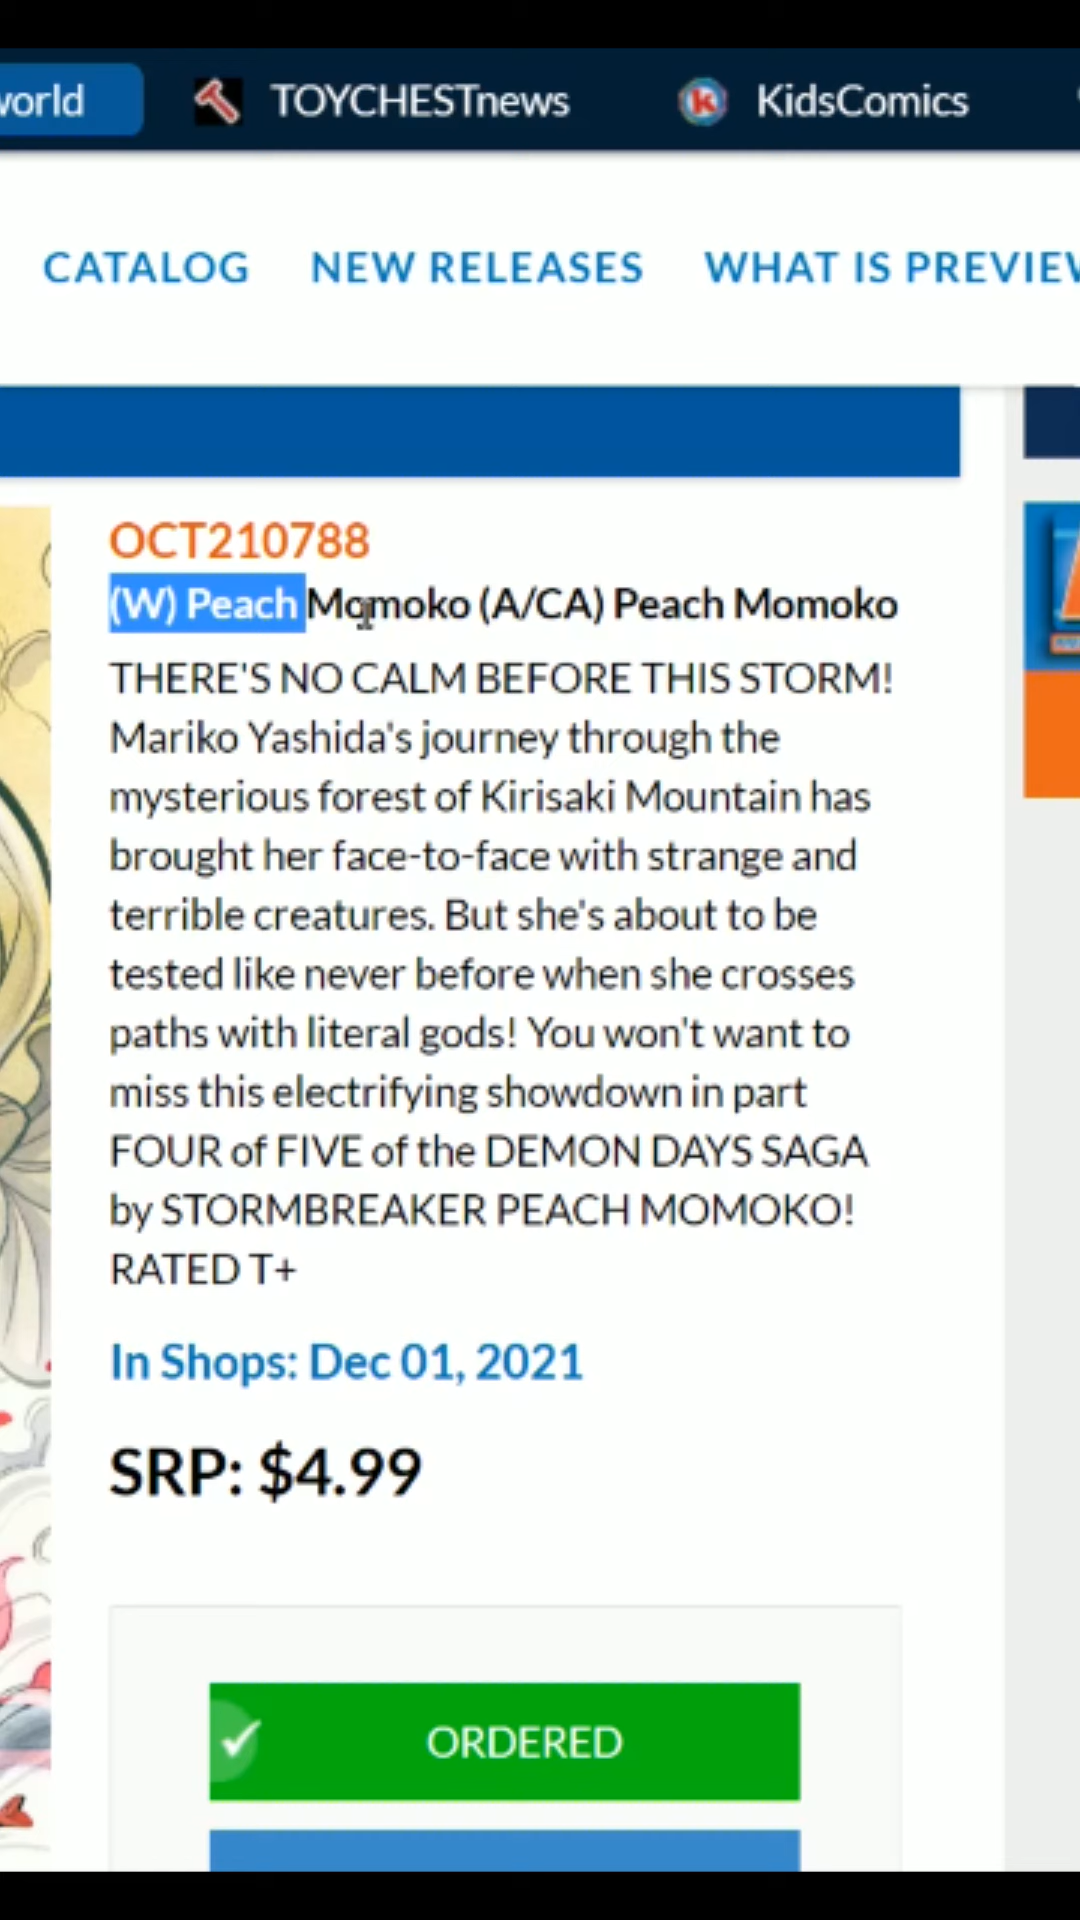 world TOYCHESTnews KidsComics
CATALOG NEW RELEASES WHAT IS PREVIEW
OCT210788
(W) Peach Momoko (A/CA) Peach Momoko
THERE'S NO CALM BEFORE THIS STORM!
Mariko Yashida's journey through the
mysterious forest of Kirisaki Mountain has
brought her face-to-face with strange and
terrible creatures. But she's about to be
tested like never before when she crosses
paths with literal gods! You won't want to
miss this electrifying showdown in part
FOUR of FIVE of the DEMON DAYS SAGA
by STORMBREAKER PEACH MOMOKO!
RATED T+
In Shops: Dec 01, 2021
SRP: $4.99
ORDERED